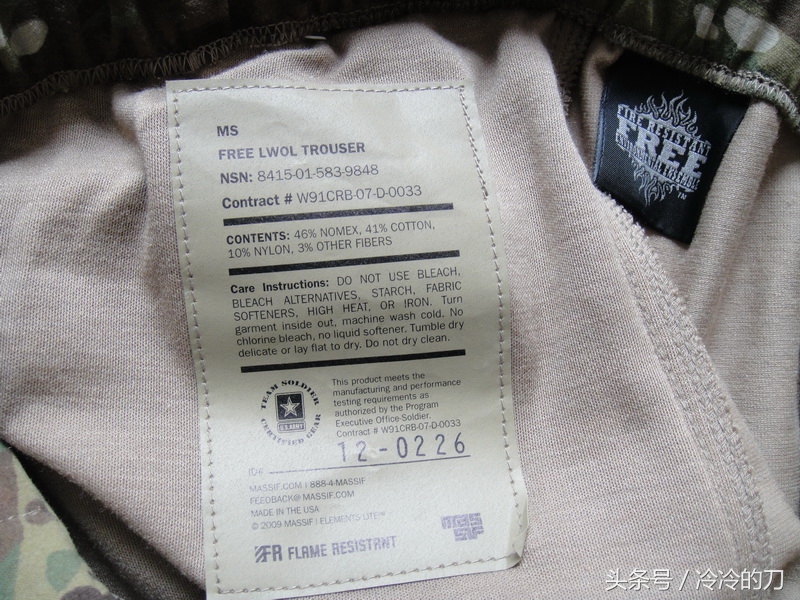 MS
FREE LWOL TROUSER
NSN: 8415-01-583-9848
Contract # W91CRB-07-D-0033
CONTENTS: 46% NOMEX, 41% COTTON,
10% NYLON, 3% OTHER FIBERS
Care Instructions: DO NOT USE BLEACH,
BLEACH ALTERNATIVES, STARCH, FABRIC
SOFTENERS, HIGH HEAT, OR IRON. Turn
garment inside out, machine wash cold. No
chlorine bleach, no liquid softener. Tumble dry
delicate or lay flat to dry. Do not dry clean.
TEAM SOLDIER
U.S. ARMY
CERTIFIED GEAR
This product meets the
manufacturing and performance
testing requirements as
authorized by the Program
Executive Office-Soldier.
Contract # W91CRB-07-D-0033
ID#
12-0226
MASSIF.COM | 888-4-MASSIF
FEEDBACK@MASSIF.COM
MADE IN THE USA
© 2009 MASSIF | ELEMENTS LITE™
FR FLAME RESISTANT
MAS
SIF
FIRE RESISTANT
FREE
ENVIRONMENTAL ENSEMBLE
™
头条号 / 冷冷的刀